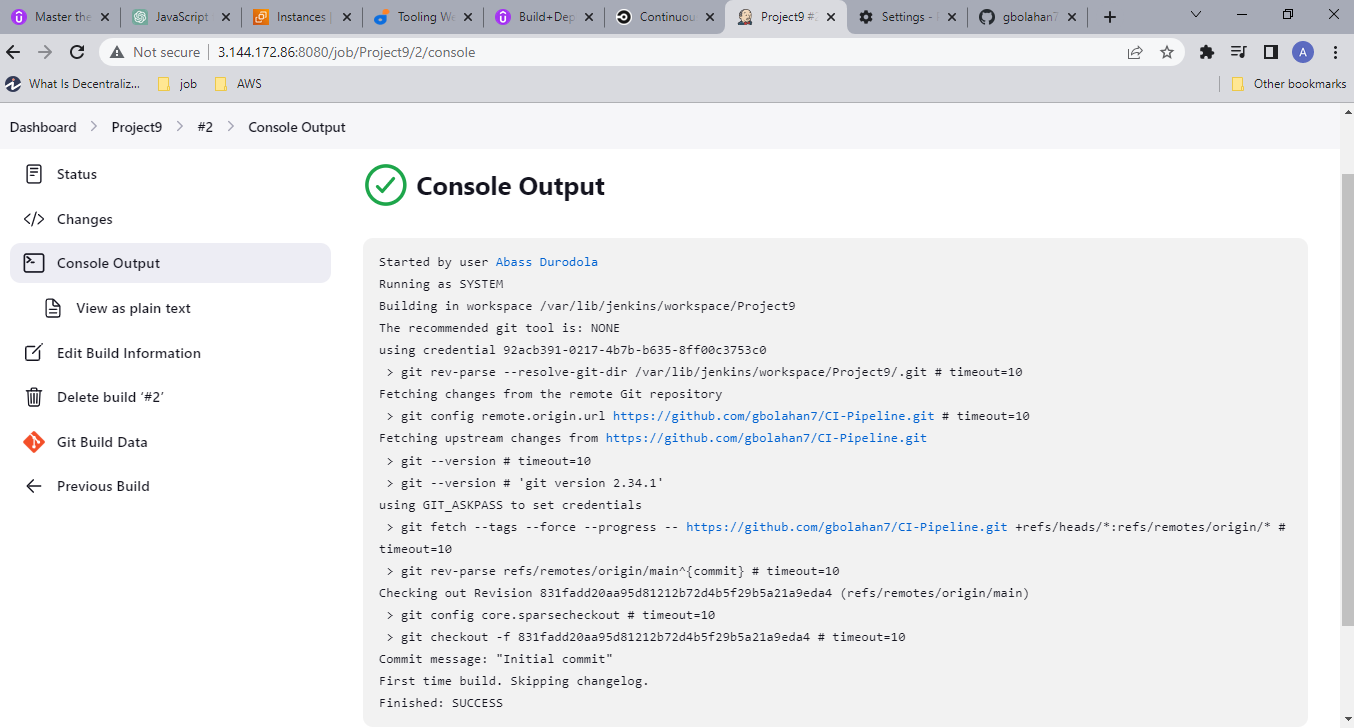 Master the
JavaScript
Instances
Tooling We
Build+Dep
Continuou
Project9 #2
Settings -
gbolahan7
Not secure
3.144.172.86:8080/job/Project9/2/console
A
What Is Decentraliz...
job
AWS
Other bookmarks
Dashboard
Project9
#2
Console Output
Status
Changes
Console Output
View as plain text
Edit Build Information
Delete build ‘#2’
Git Build Data
Previous Build
Console Output
Started by user Abass Durodola
Running as SYSTEM
Building in workspace /var/lib/jenkins/workspace/Project9
The recommended git tool is: NONE
using credential 92acb391-0217-4b7b-b635-8ff00c3753c0
> git rev-parse --resolve-git-dir /var/lib/jenkins/workspace/Project9/.git # timeout=10
Fetching changes from the remote Git repository
> git config remote.origin.url https://github.com/gbolahan7/CI-Pipeline.git # timeout=10
Fetching upstream changes from https://github.com/gbolahan7/CI-Pipeline.git
> git --version # timeout=10
> git --version # 'git version 2.34.1'
using GIT_ASKPASS to set credentials
> git fetch --tags --force --progress -- https://github.com/gbolahan7/CI-Pipeline.git +refs/heads/*:refs/remotes/origin/* #
timeout=10
> git rev-parse refs/remotes/origin/main^{commit} # timeout=10
Checking out Revision 831fadd20aa95d81212b72d4b5f29b5a21a9eda4 (refs/remotes/origin/main)
> git config core.sparsecheckout # timeout=10
> git checkout -f 831fadd20aa95d81212b72d4b5f29b5a21a9eda4 # timeout=10
Commit message: "Initial commit"
First time build. Skipping changelog.
Finished: SUCCESS